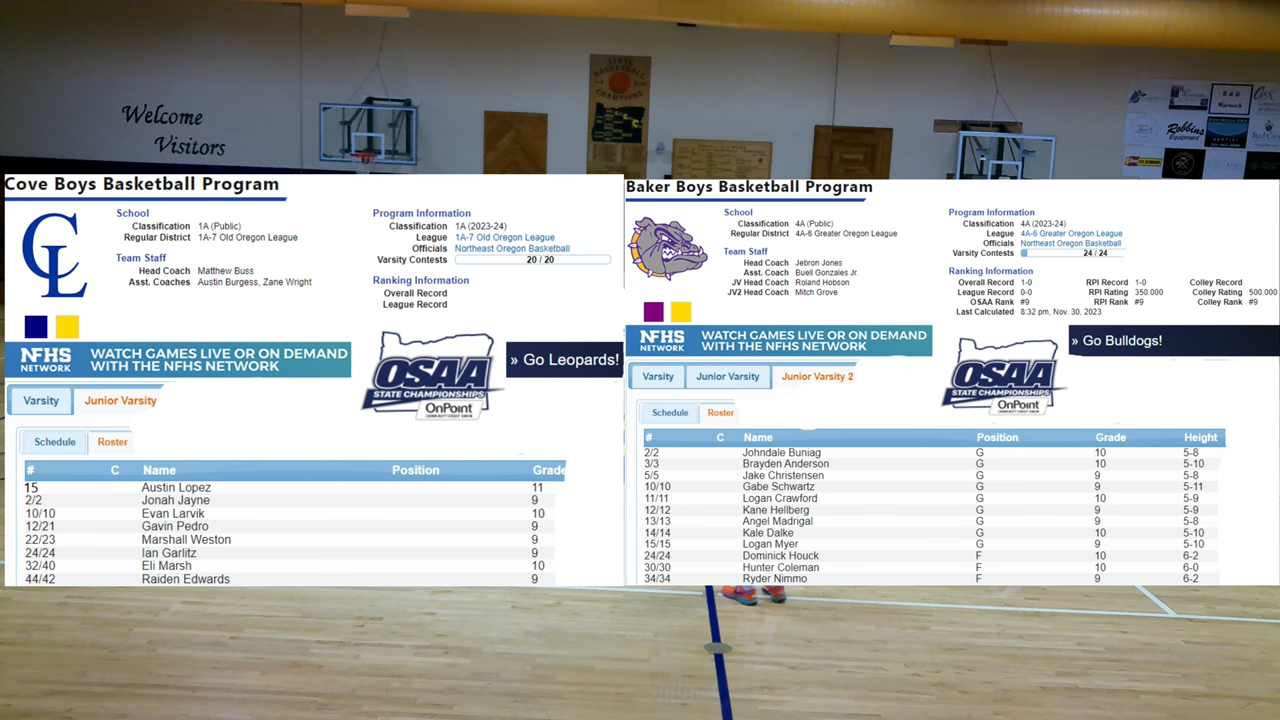 STATE
BASKETBALL
CHAMPIONS
Welcome
Visitors
B & D
Robbins
Equipment
Cove Boys Basketball Program
CL
School
Classification 1A (Public)
Regular District 1A-7 Old Oregon League
Team Staff
Head Coach Matthew Buss
Asst. Coaches Austin Burgess, Zane Wright
Program Information
Classification 1A (2023-24)
League 1A-7 Old Oregon League
Officials Northeast Oregon Basketball
Varsity Contests 20 / 20
Ranking Information
Overall Record
League Record
NFHS NETWORK WATCH GAMES LIVE OR ON DEMAND
WITH THE NFHS NETWORK
OSAA
STATE CHAMPIONSHIPS
OnPoint
COMMUNITY CREDIT UNION
» Go Leopards!
Varsity Junior Varsity
Schedule Roster
# C Name Position Grade
15 Austin Lopez 11
2/2 Jonah Jayne 9
10/10 Evan Larvik 10
12/21 Gavin Pedro 9
22/23 Marshall Weston 9
24/24 Ian Garlitz 9
32/40 Eli Marsh 10
44/42 Raiden Edwards 9
Baker Boys Basketball Program
School
Classification 4A (Public)
Regular District 4A-6 Greater Oregon League
Team Staff
Head Coach Jebron Jones
Asst. Coach Buell Gonzales Jr.
JV Head Coach Roland Hobson
JV2 Head Coach Mitch Grove
Program Information
Classification 4A (2023-24)
League 4A-6 Greater Oregon League
Officials Northeast Oregon Basketball
Varsity Contests 24 / 24
Ranking Information
Overall Record 1-0 RPI Record 1-0 Colley Record
League Record 0-0 RPI Rating 350.000 Colley Rating 500.000
OSAA Rank #9 RPI Rank #9 Colley Rank #9
Last Calculated 8:32 pm, Nov. 30, 2023
NFHS NETWORK WATCH GAMES LIVE OR ON DEMAND
WITH THE NFHS NETWORK
OSAA
STATE CHAMPIONSHIPS
OnPoint
COMMUNITY CREDIT UNION
» Go Bulldogs!
Varsity Junior Varsity Junior Varsity 2
Schedule Roster
# C Name Position Grade Height
2/2 Johndale Buniag G 10 5-8
3/3 Brayden Anderson G 10 5-10
5/5 Jake Christensen G 9 5-8
10/10 Gabe Schwartz G 9 5-11
11/11 Logan Crawford G 10 5-9
12/12 Kane Hellberg G 9 5-9
13/13 Angel Madrigal G 9 5-8
14/14 Kale Dalke G 10 5-10
15/15 Logan Myer G 9 5-10
24/24 Dominick Houck F 10 6-2
30/30 Hunter Coleman F 10 6-0
34/34 Ryder Nimmo F 9 6-2